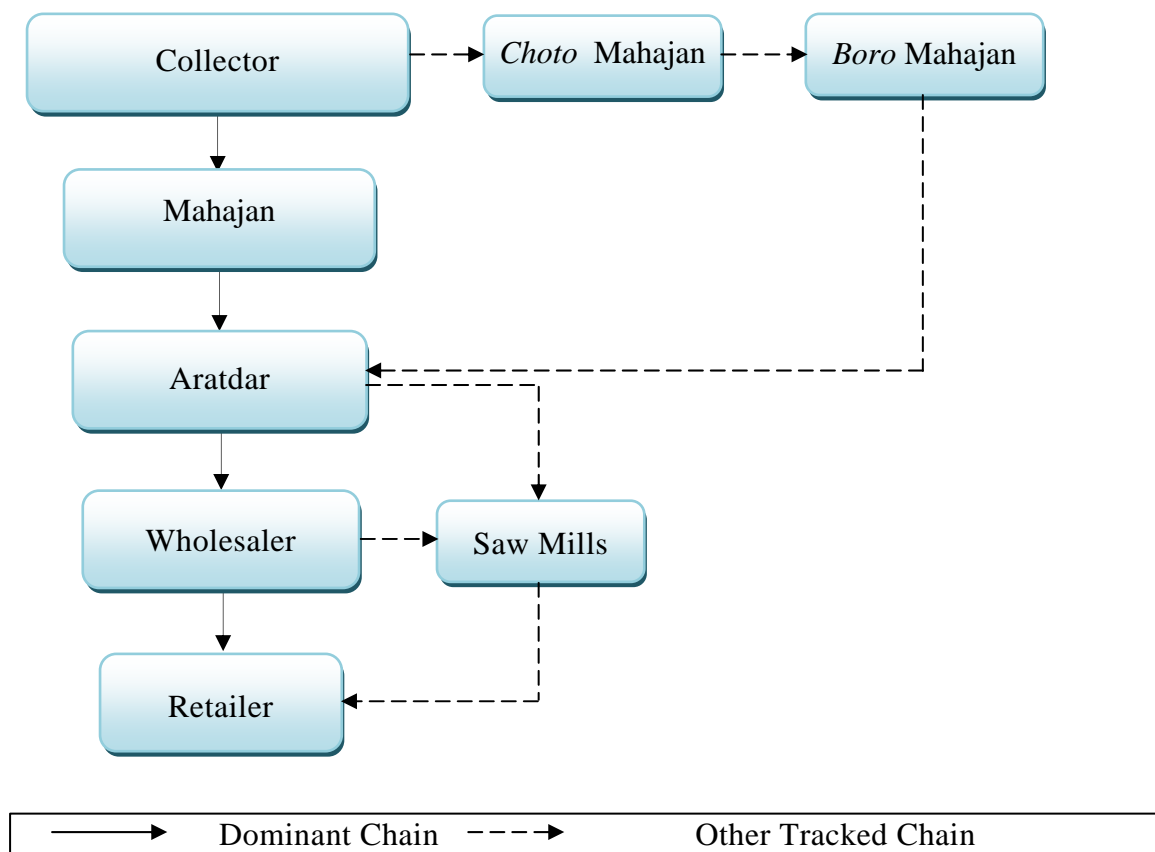 Collector
Choto Mahajan
Boro Mahajan
Mahajan
Aratdar
Wholesaler
Saw Mills
Retailer
Dominant Chain
Other Tracked Chain